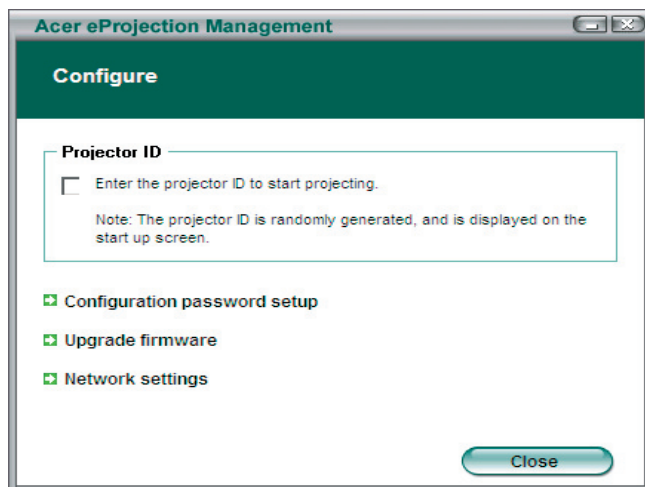 Acer eProjection Management
Configure
Projector ID
Enter the projector ID to start projecting.
Note: The projector ID is randomly generated, and is displayed on the
start up screen.
Configuration password setup
Upgrade firmware
Network settings
Close